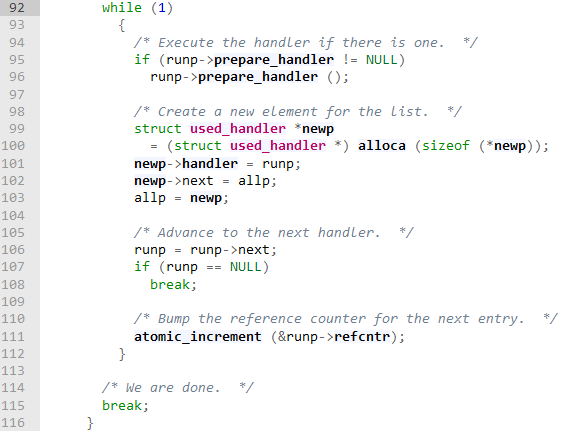 92 while (1)
93 {
94 /* Execute the handler if there is one.  */
95 if (runp->prepare_handler != NULL)
96 runp->prepare_handler ();
97
98 /* Create a new element for the list.  */
99 struct used_handler *newp
100 = (struct used_handler *) alloca (sizeof (*newp));
101 newp->handler = runp;
102 newp->next = allp;
103 allp = newp;
104
105 /* Advance to the next handler.  */
106 runp = runp->next;
107 if (runp == NULL)
108 break;
109
110 /* Bump the reference counter for the next entry.  */
111 atomic_increment (&runp->refcntr);
112 }
113
114 /* We are done.  */
115 break;
116 }